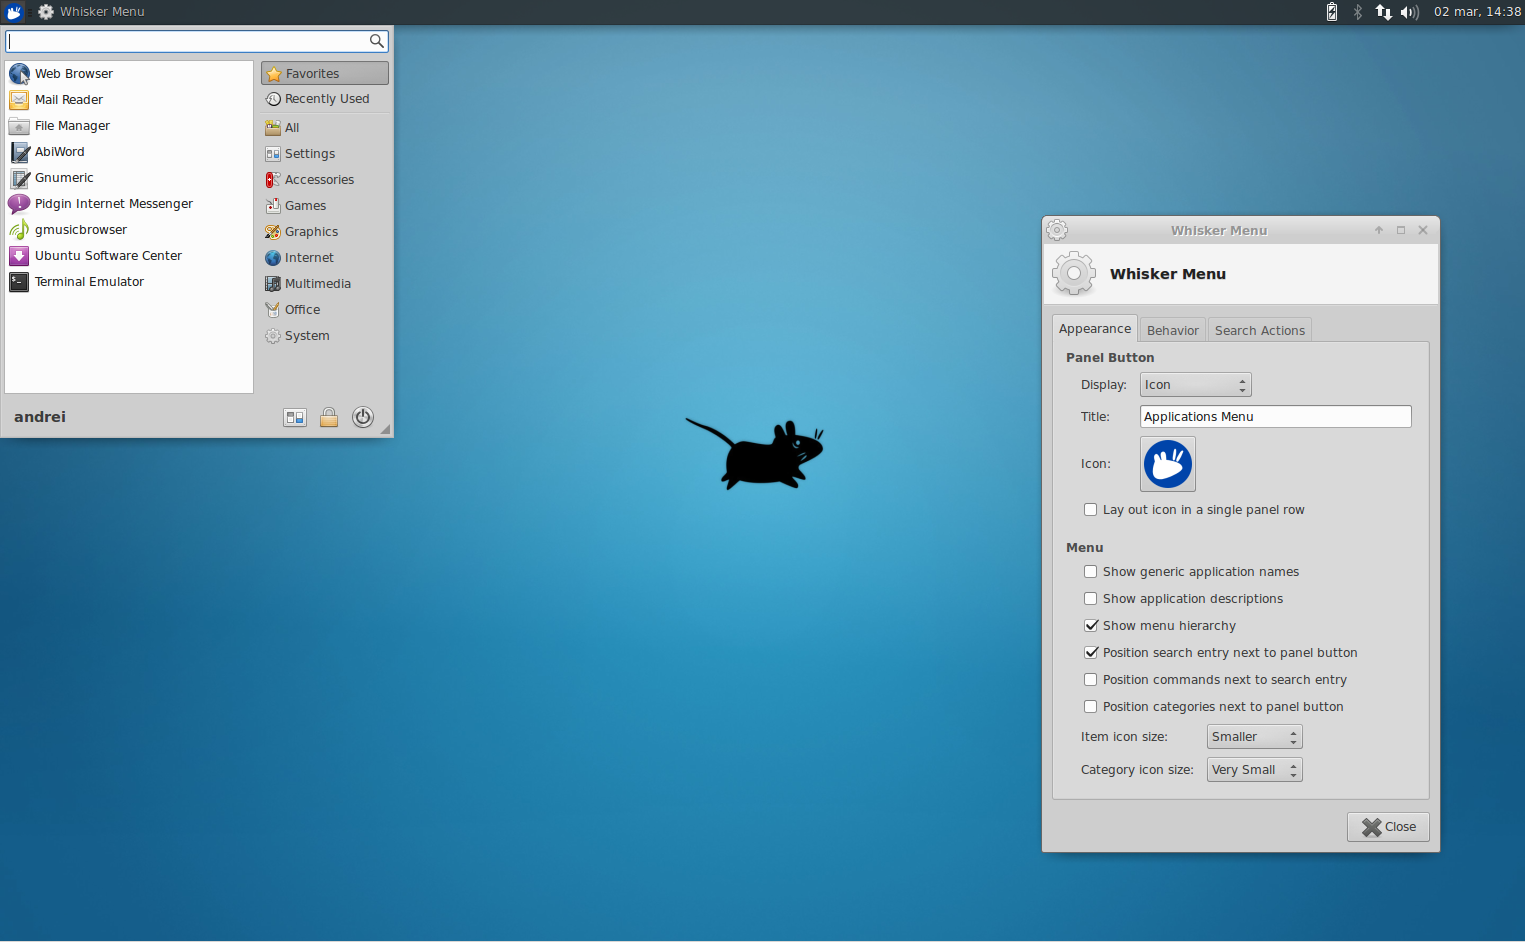 Whisker Menu
02 mar, 14:38
Web Browser
Mail Reader
File Manager
AbiWord
Gnumeric
Pidgin Internet Messenger
gmusicbrowser
Ubuntu Software Center
Terminal Emulator
Favorites
Recently Used
All
Settings
Accessories
Games
Graphics
Internet
Multimedia
Office
System
andrei
Whisker Menu
Whisker Menu
Appearance Behavior Search Actions
Panel Button
Display: Icon
Title: Applications Menu
Icon:
Lay out icon in a single panel row
Menu
Show generic application names
Show application descriptions
Show menu hierarchy
Position search entry next to panel button
Position commands next to search entry
Position categories next to panel button
Item icon size: Smaller
Category icon size: Very Small
Close